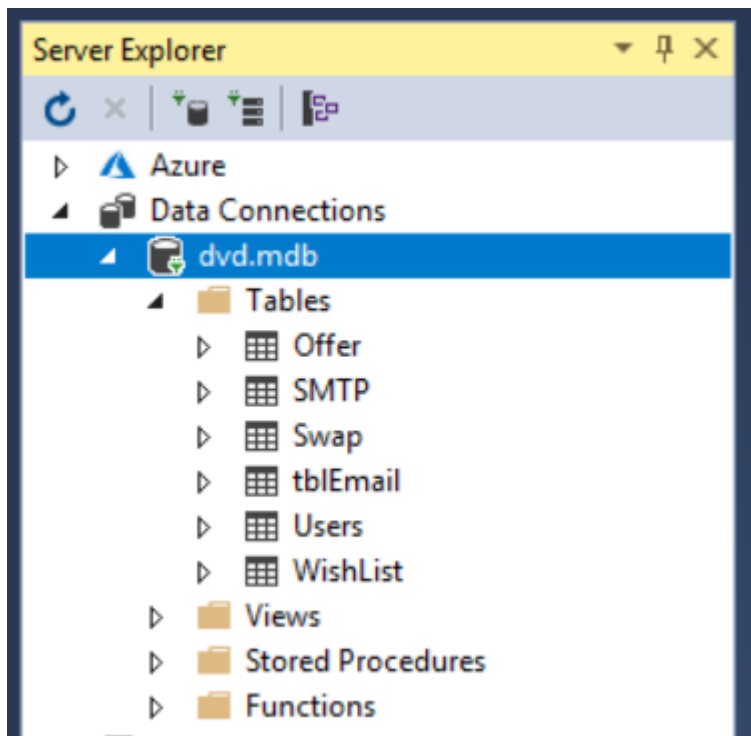 Server Explorer
Azure
Data Connections
dvd.mdb
Tables
Offer
SMTP
Swap
tblEmail
Users
WishList
Views
Stored Procedures
Functions